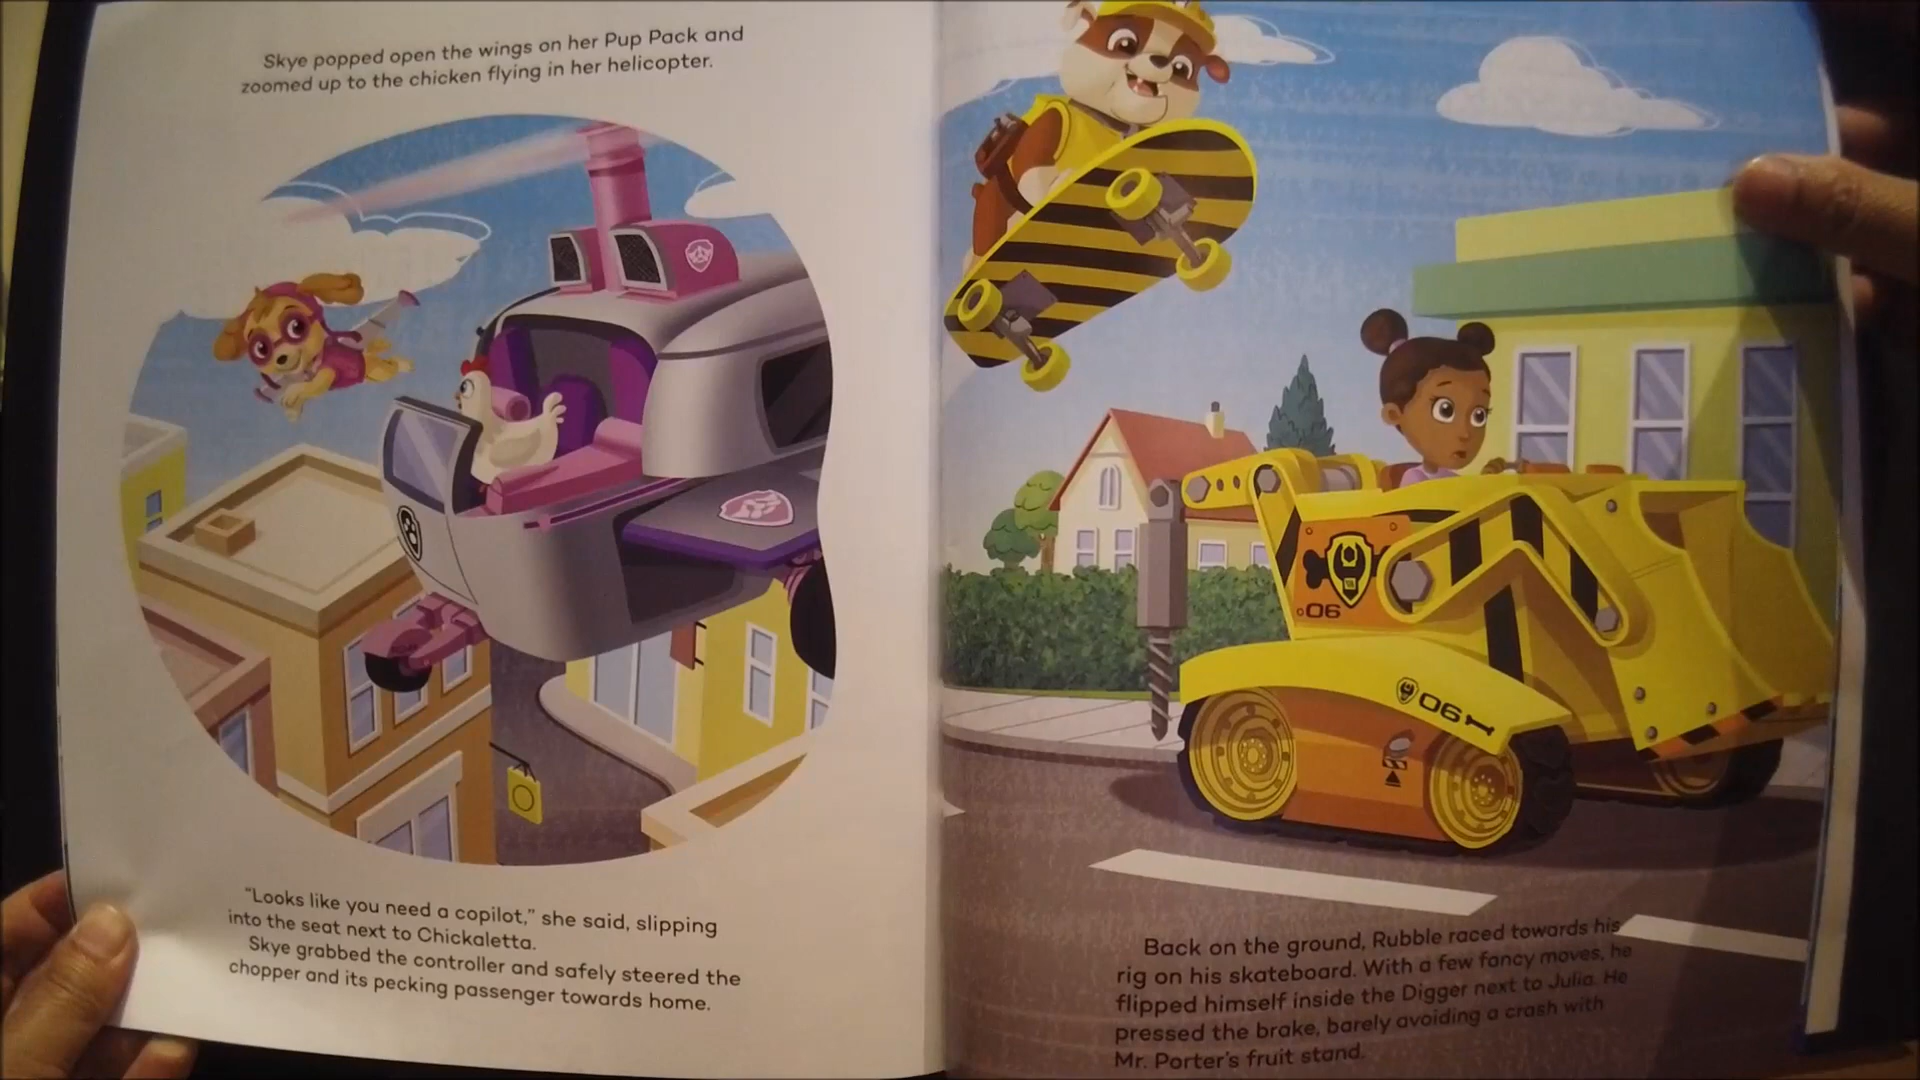 Skye popped open the wings on her Pup Pack and
zoomed up to the chicken flying in her helicopter.
"Looks like you need a copilot," she said, slipping
into the seat next to Chickaletta.
Skye grabbed the controller and safely steered the
chopper and its pecking passenger towards home.
06
06
Back on the ground, Rubble raced towards his
rig on his skateboard. With a few fancy moves, he
flipped himself inside the Digger next to Julia. He
pressed the brake, barely avoiding a crash with
Mr. Porter's fruit stand.